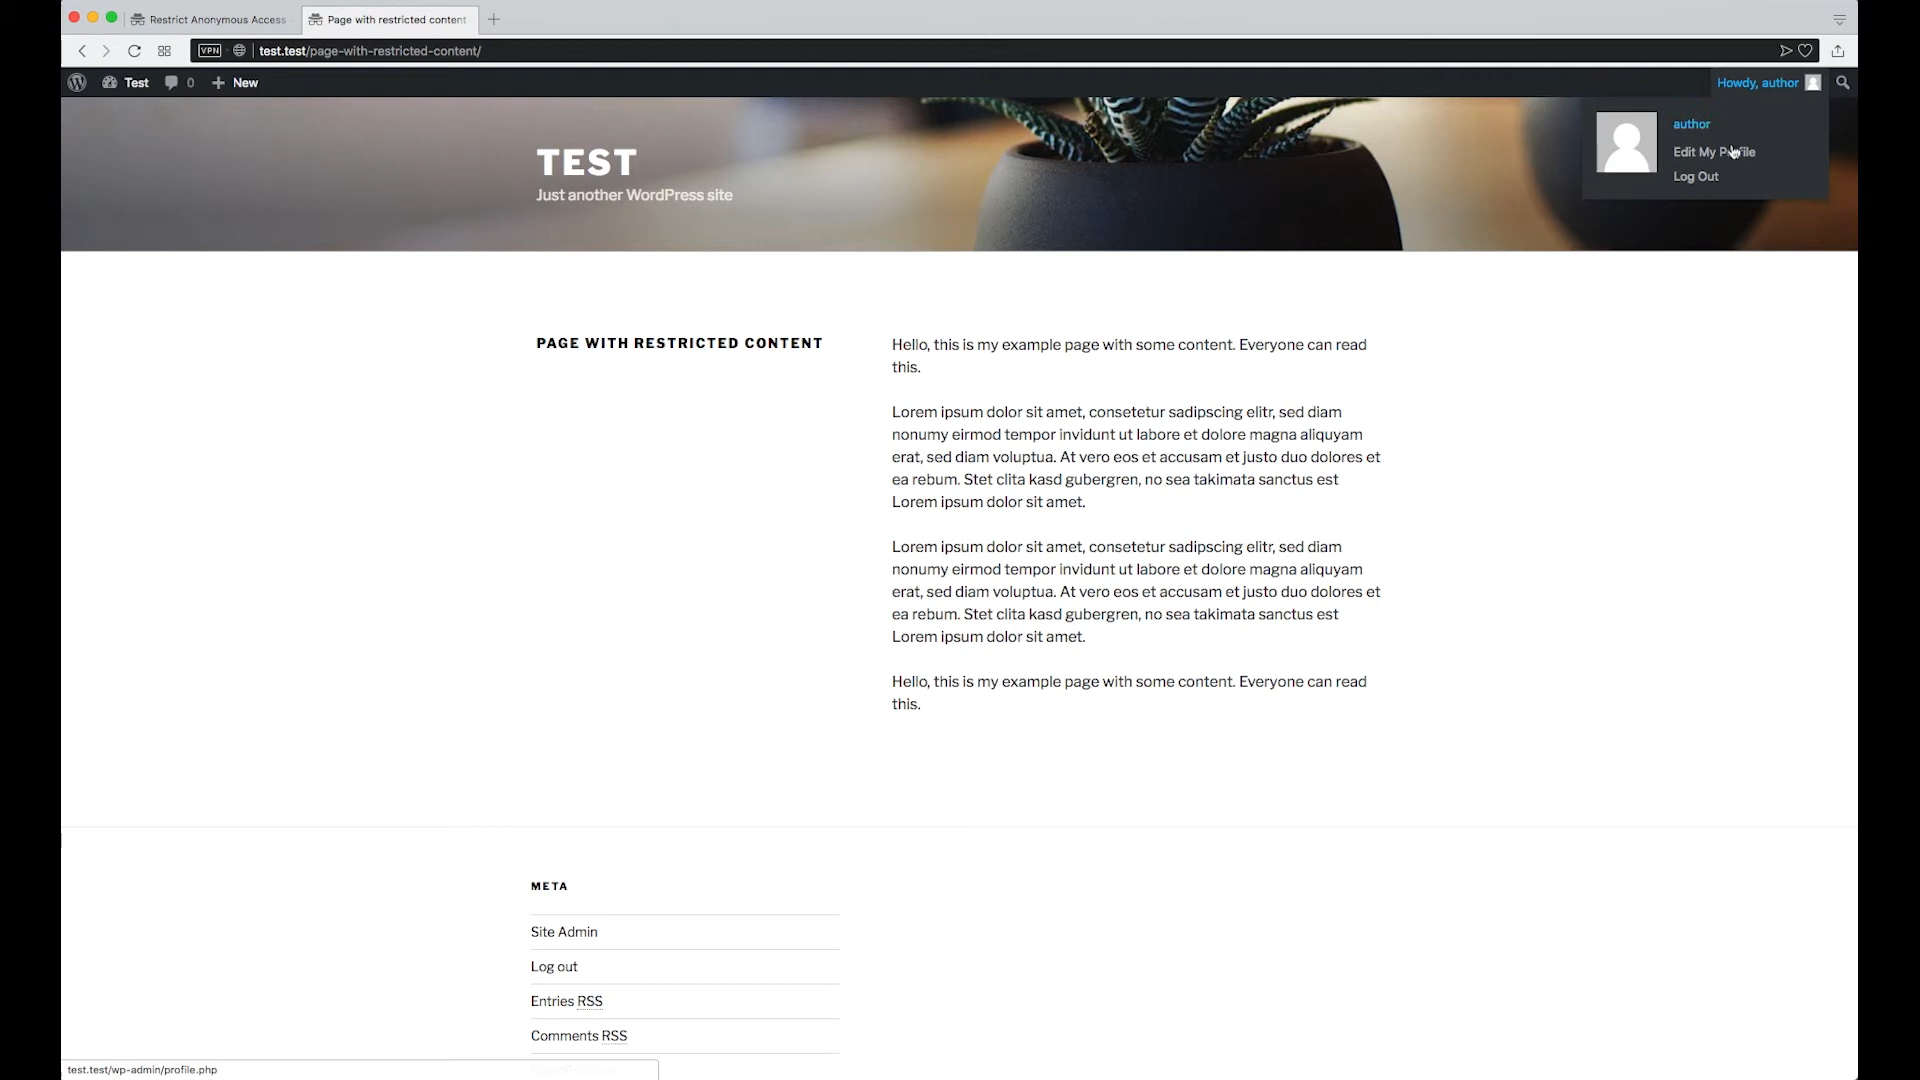 Restrict Anonymous Access
Page with restricted content
VPN
test.test/page-with-restricted-content/
Test
0
New
Howdy, author
author
Edit My Profile
Log Out
TEST
Just another WordPress site
PAGE WITH RESTRICTED CONTENT
Hello, this is my example page with some content. Everyone can read
this.
Lorem ipsum dolor sit amet, consetetur sadipscing elitr, sed diam
nonumy eirmod tempor invidunt ut labore et dolore magna aliquyam
erat, sed diam voluptua. At vero eos et accusam et justo duo dolores et
ea rebum. Stet clita kasd gubergren, no sea takimata sanctus est
Lorem ipsum dolor sit amet.
Lorem ipsum dolor sit amet, consetetur sadipscing elitr, sed diam
nonumy eirmod tempor invidunt ut labore et dolore magna aliquyam
erat, sed diam voluptua. At vero eos et accusam et justo duo dolores et
ea rebum. Stet clita kasd gubergren, no sea takimata sanctus est
Lorem ipsum dolor sit amet.
Hello, this is my example page with some content. Everyone can read
this.
META
Site Admin
Log out
Entries RSS
Comments RSS
test.test/wp-admin/profile.php